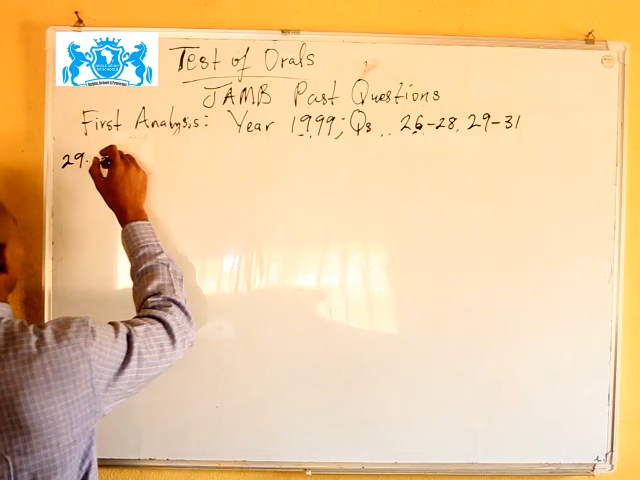 Test of Orals
JAMB Past Questions
First Analysis: Year 1999; Qs 26-28, 29-31
29.